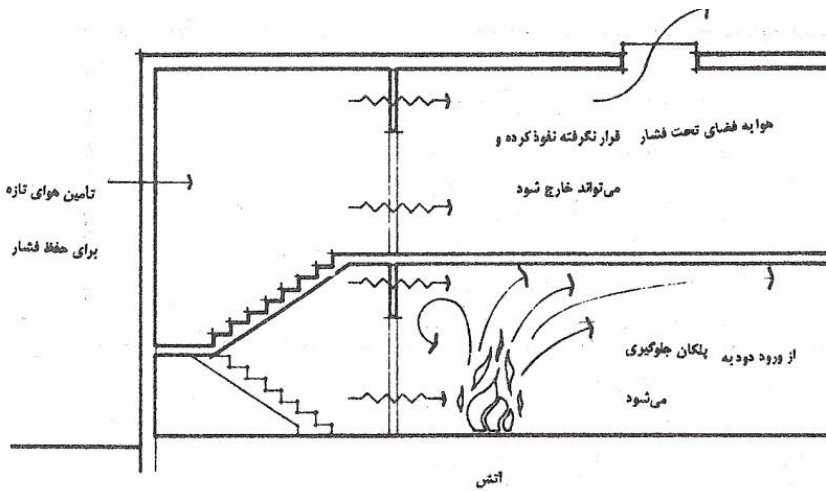 هوا به فضای تحت فشار قرار نگرفته نفوذ کرده و
می‌تواند خارج شود
تأمین هوای تازه
برای حفظ فشار
از ورود دود به پلکان جلوگیری
می‌شود
آتش